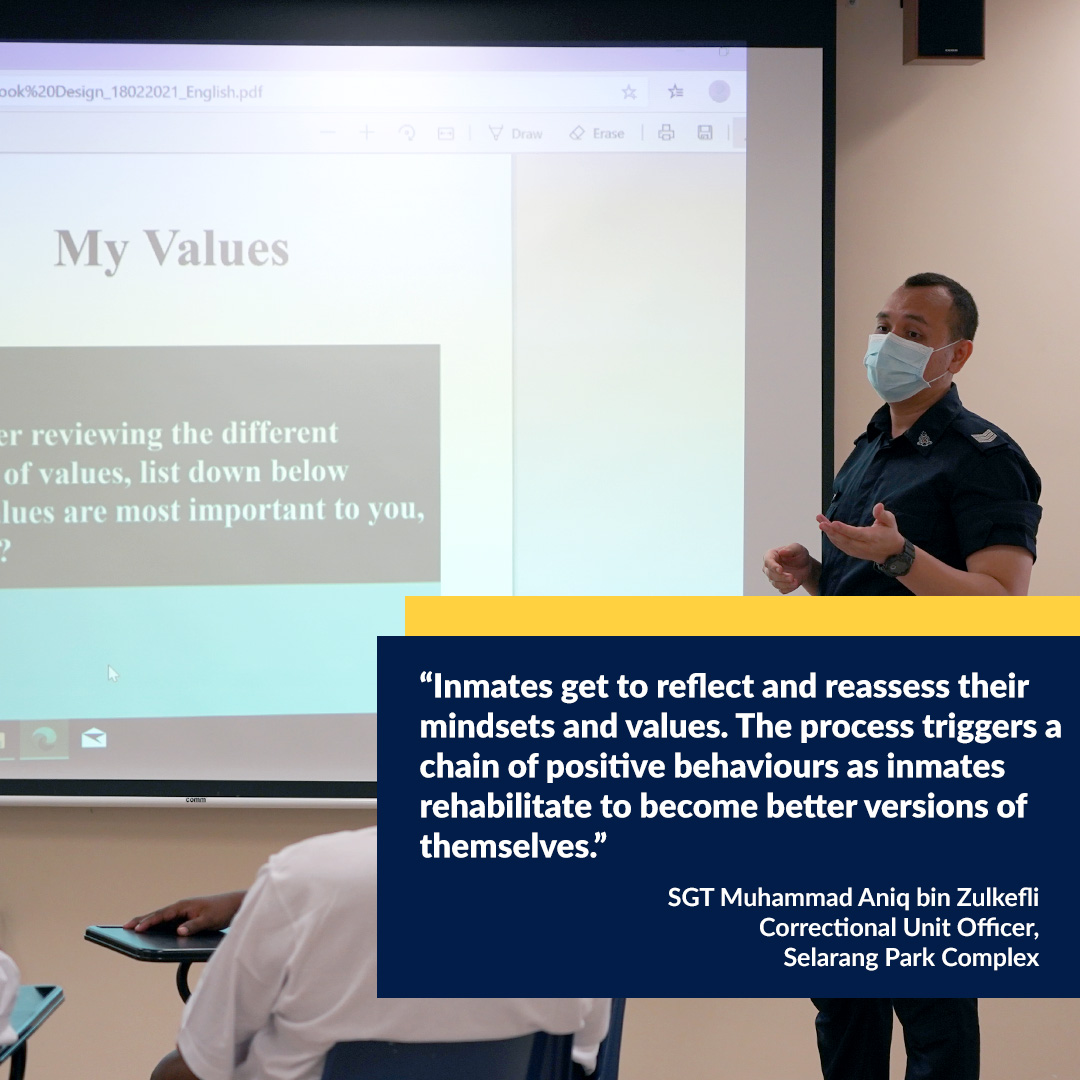 ook%20Design_18022021_English.pdf
Draw
Erase
My Values
er reviewing the different
of values, list down below
lues are most important to you,
?
comm
“Inmates get to reflect and reassess their
mindsets and values. The process triggers a
chain of positive behaviours as inmates
rehabilitate to become better versions of
themselves.”
SGT Muhammad Aniq bin Zulkefli
Correctional Unit Officer,
Selarang Park Complex